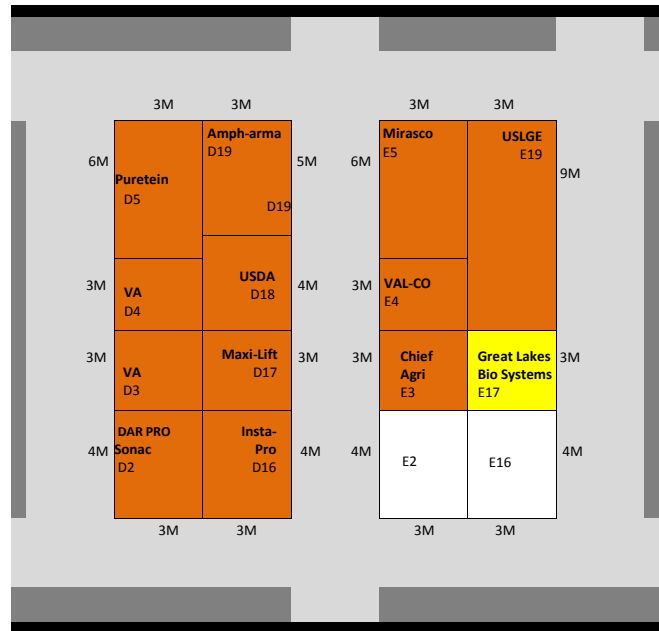 3M 3M 3M 3M
Puretein
D5
6M
Amph-arma
D19
D19
5M
Mirasco
E5
6M
USLGE
E19
9M
VA
D4
3M
USDA
D18
4M
VAL-CO
E4
3M
VA
D3
3M
Maxi-Lift
D17
3M
Chief
Agri
E3
3M
Great Lakes
Bio Systems
E17
3M
DAR PRO
Sonac
D2
4M
Insta-
Pro
D16
4M
E2
4M
E16
4M
3M 3M 3M 3M